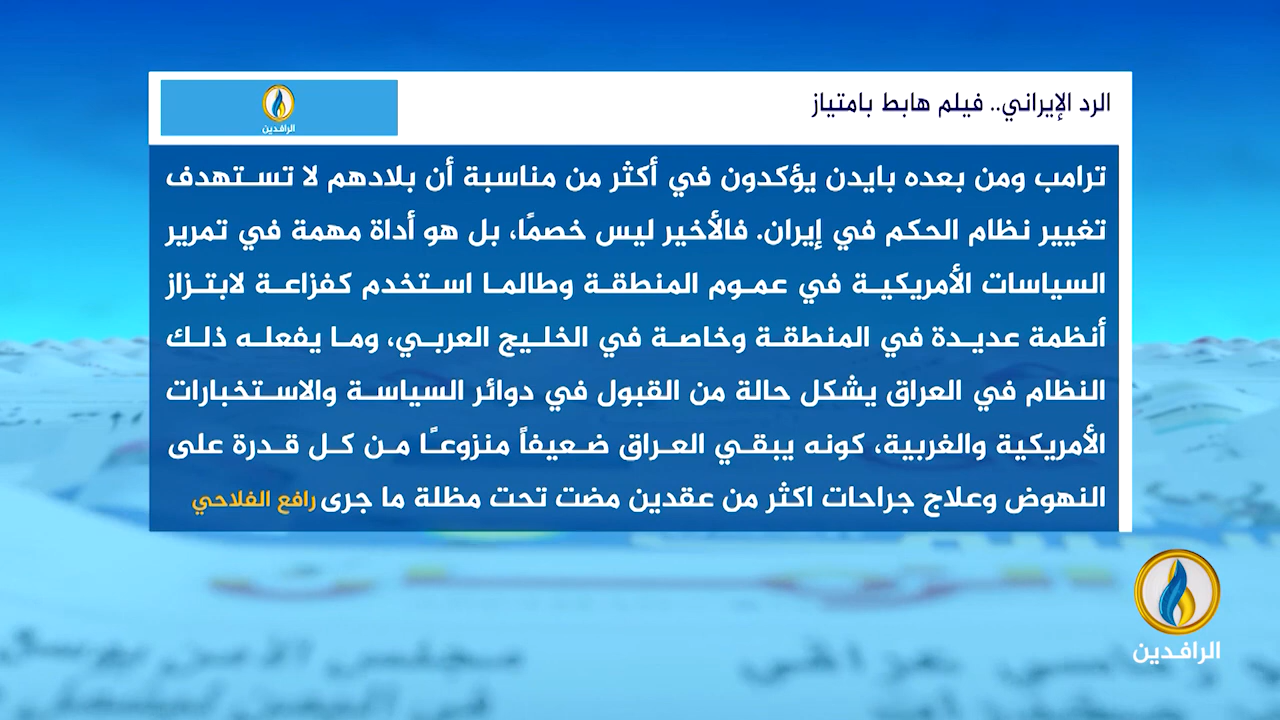 الرد الإيراني.. فيلم هابط بامتياز
الرافدين
ترامب ومن بعده بايدن يؤكدون في أكثر من مناسبة أن بلادهم لا تستهدف
تغيير نظام الحكم في إيران. فالأخير ليس خصمًا، بل هو أداة مهمة في تمرير
السياسات الأمريكية في عموم المنطقة وطالما استخدم كفزاعة لابتزاز
أنظمة عديدة في المنطقة وخاصة في الخليج العربي، وما يفعله ذلك
النظام في العراق يشكل حالة من القبول في دوائر السياسة والاستخبارات
الأمريكية والغربية، كونه يبقي العراق ضعيفاً منزوعًا من كل قدرة على
النهوض وعلاج جراحات اكثر من عقدين مضت تحت مظلة ما جرى رافع الفلاحي
الرافدين
مجلس الأمن
في اليمن